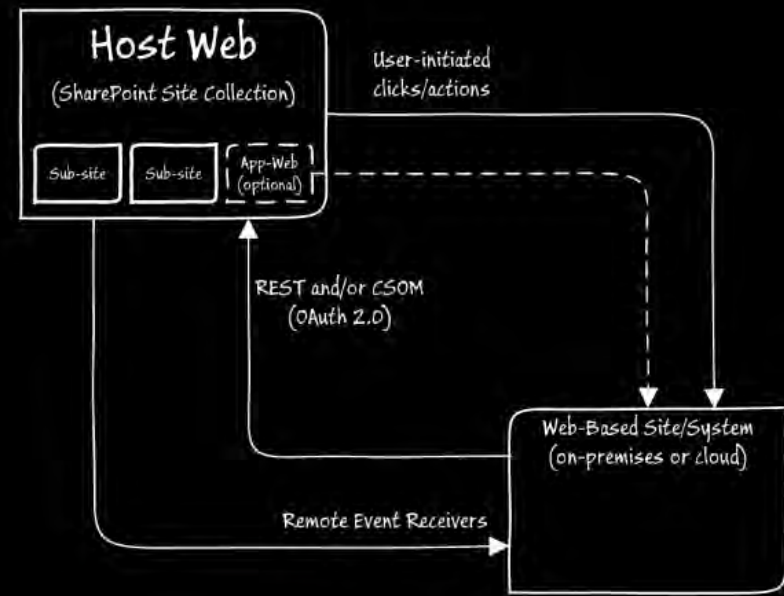 Host Web
(SharePoint Site Collection)
User-initiated
clicks/actions
Sub-site
Sub-site
App-Web
(optional)
REST and/or CSOM
(OAuth 2.0)
Web-Based Site/System
(on-premises or cloud)
Remote Event Receivers